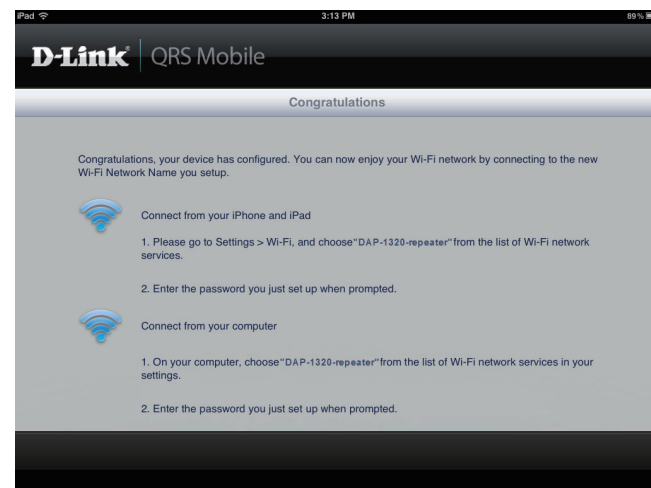 iPad 3:13 PM 89%
D-Link QRS Mobile
Congratulations
Congratulations, your device has configured. You can now enjoy your Wi-Fi network by connecting to the new
Wi-Fi Network Name you setup.
Connect from your iPhone and iPad
1. Please go to Settings > Wi-Fi, and choose"DAP-1320-repeater"from the list of Wi-Fi network
services.
2. Enter the password you just set up when prompted.
Connect from your computer
1. On your computer, choose"DAP-1320-repeater"from the list of Wi-Fi network services in your
settings.
2. Enter the password you just set up when prompted.